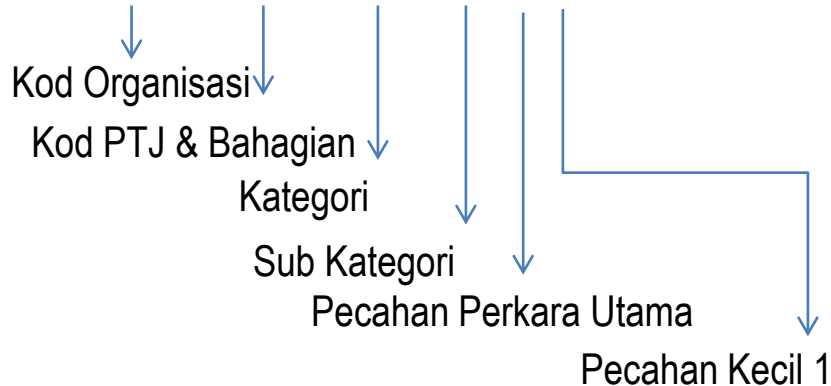 Kod Organisasi
Kod PTJ & Bahagian
Kategori
Sub Kategori
Pecahan Perkara Utama
Pecahan Kecil 1